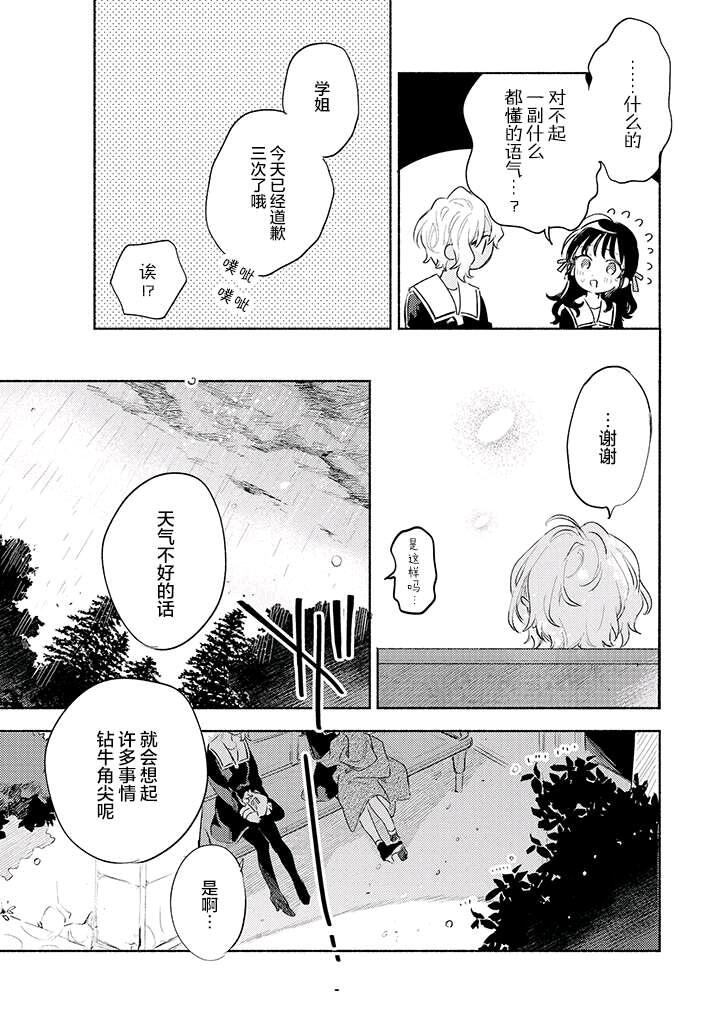 ……什么的
对不起
一副什么
都懂的语气…?
学姐
今天已经道歉
三次了哦
噗呲
噗呲
诶!?
…谢谢
是这样吗…
天气不好的话
就会想起
许多事情
钻牛角尖呢
是啊…